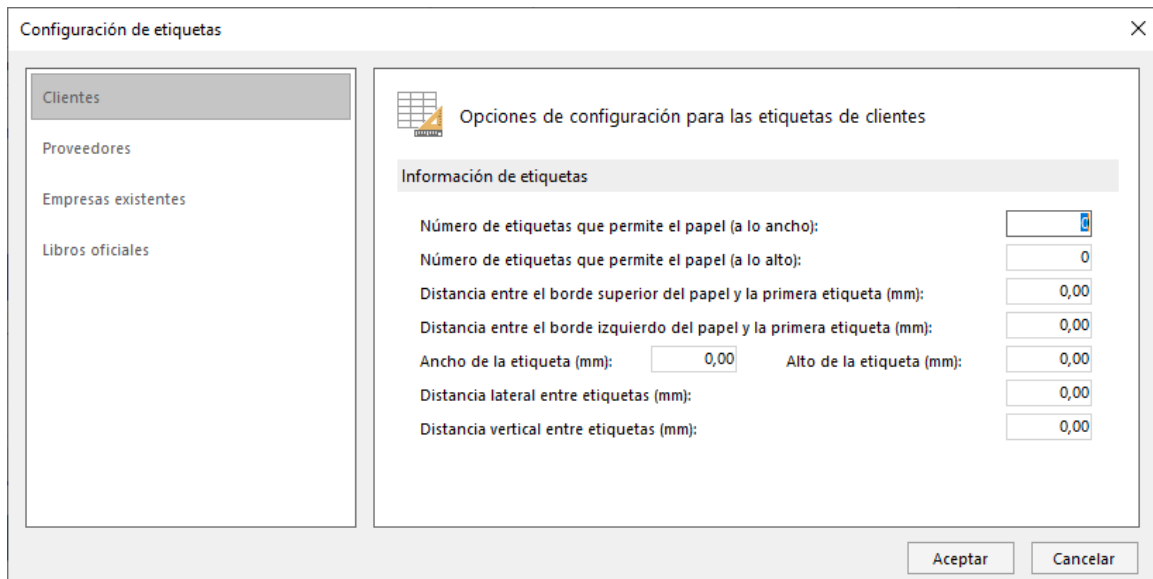 Configuración de etiquetas
Clientes
Proveedores
Empresas existentes
Libros oficiales
Opciones de configuración para las etiquetas de clientes
Información de etiquetas
Número de etiquetas que permite el papel (a lo ancho): 0
Número de etiquetas que permite el papel (a lo alto): 0
Distancia entre el borde superior del papel y la primera etiqueta (mm): 0,00
Distancia entre el borde izquierdo del papel y la primera etiqueta (mm): 0,00
Ancho de la etiqueta (mm): 0,00 Alto de la etiqueta (mm): 0,00
Distancia lateral entre etiquetas (mm): 0,00
Distancia vertical entre etiquetas (mm): 0,00
Aceptar Cancelar